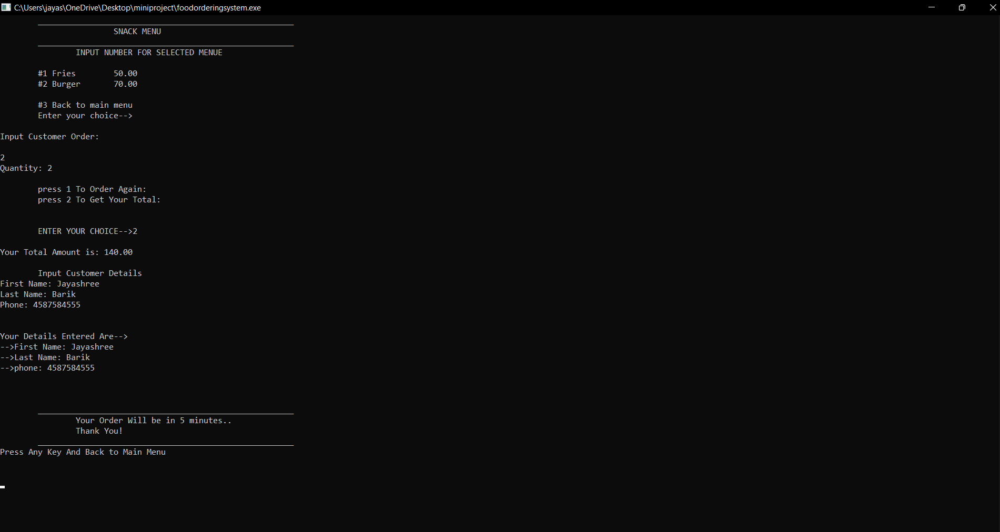 C:\Users\jayas\OneDrive\Desktop\miniproject\foodorderingsystem.exe
SNACK MENU
INPUT NUMBER FOR SELECTED MENUE
#1 Fries 50.00
#2 Burger 70.00
#3 Back to main menu
Enter your choice-->
Input Customer Order:
2
Quantity: 2
press 1 To Order Again:
press 2 To Get Your Total:
ENTER YOUR CHOICE-->2
Your Total Amount is: 140.00
Input Customer Details
First Name: Jayashree
Last Name: Barik
Phone: 4587584555
Your Details Entered Are-->
-->First Name: Jayashree
-->Last Name: Barik
-->phone: 4587584555
Your Order Will be in 5 minutes..
Thank You!
Press Any Key And Back to Main Menu